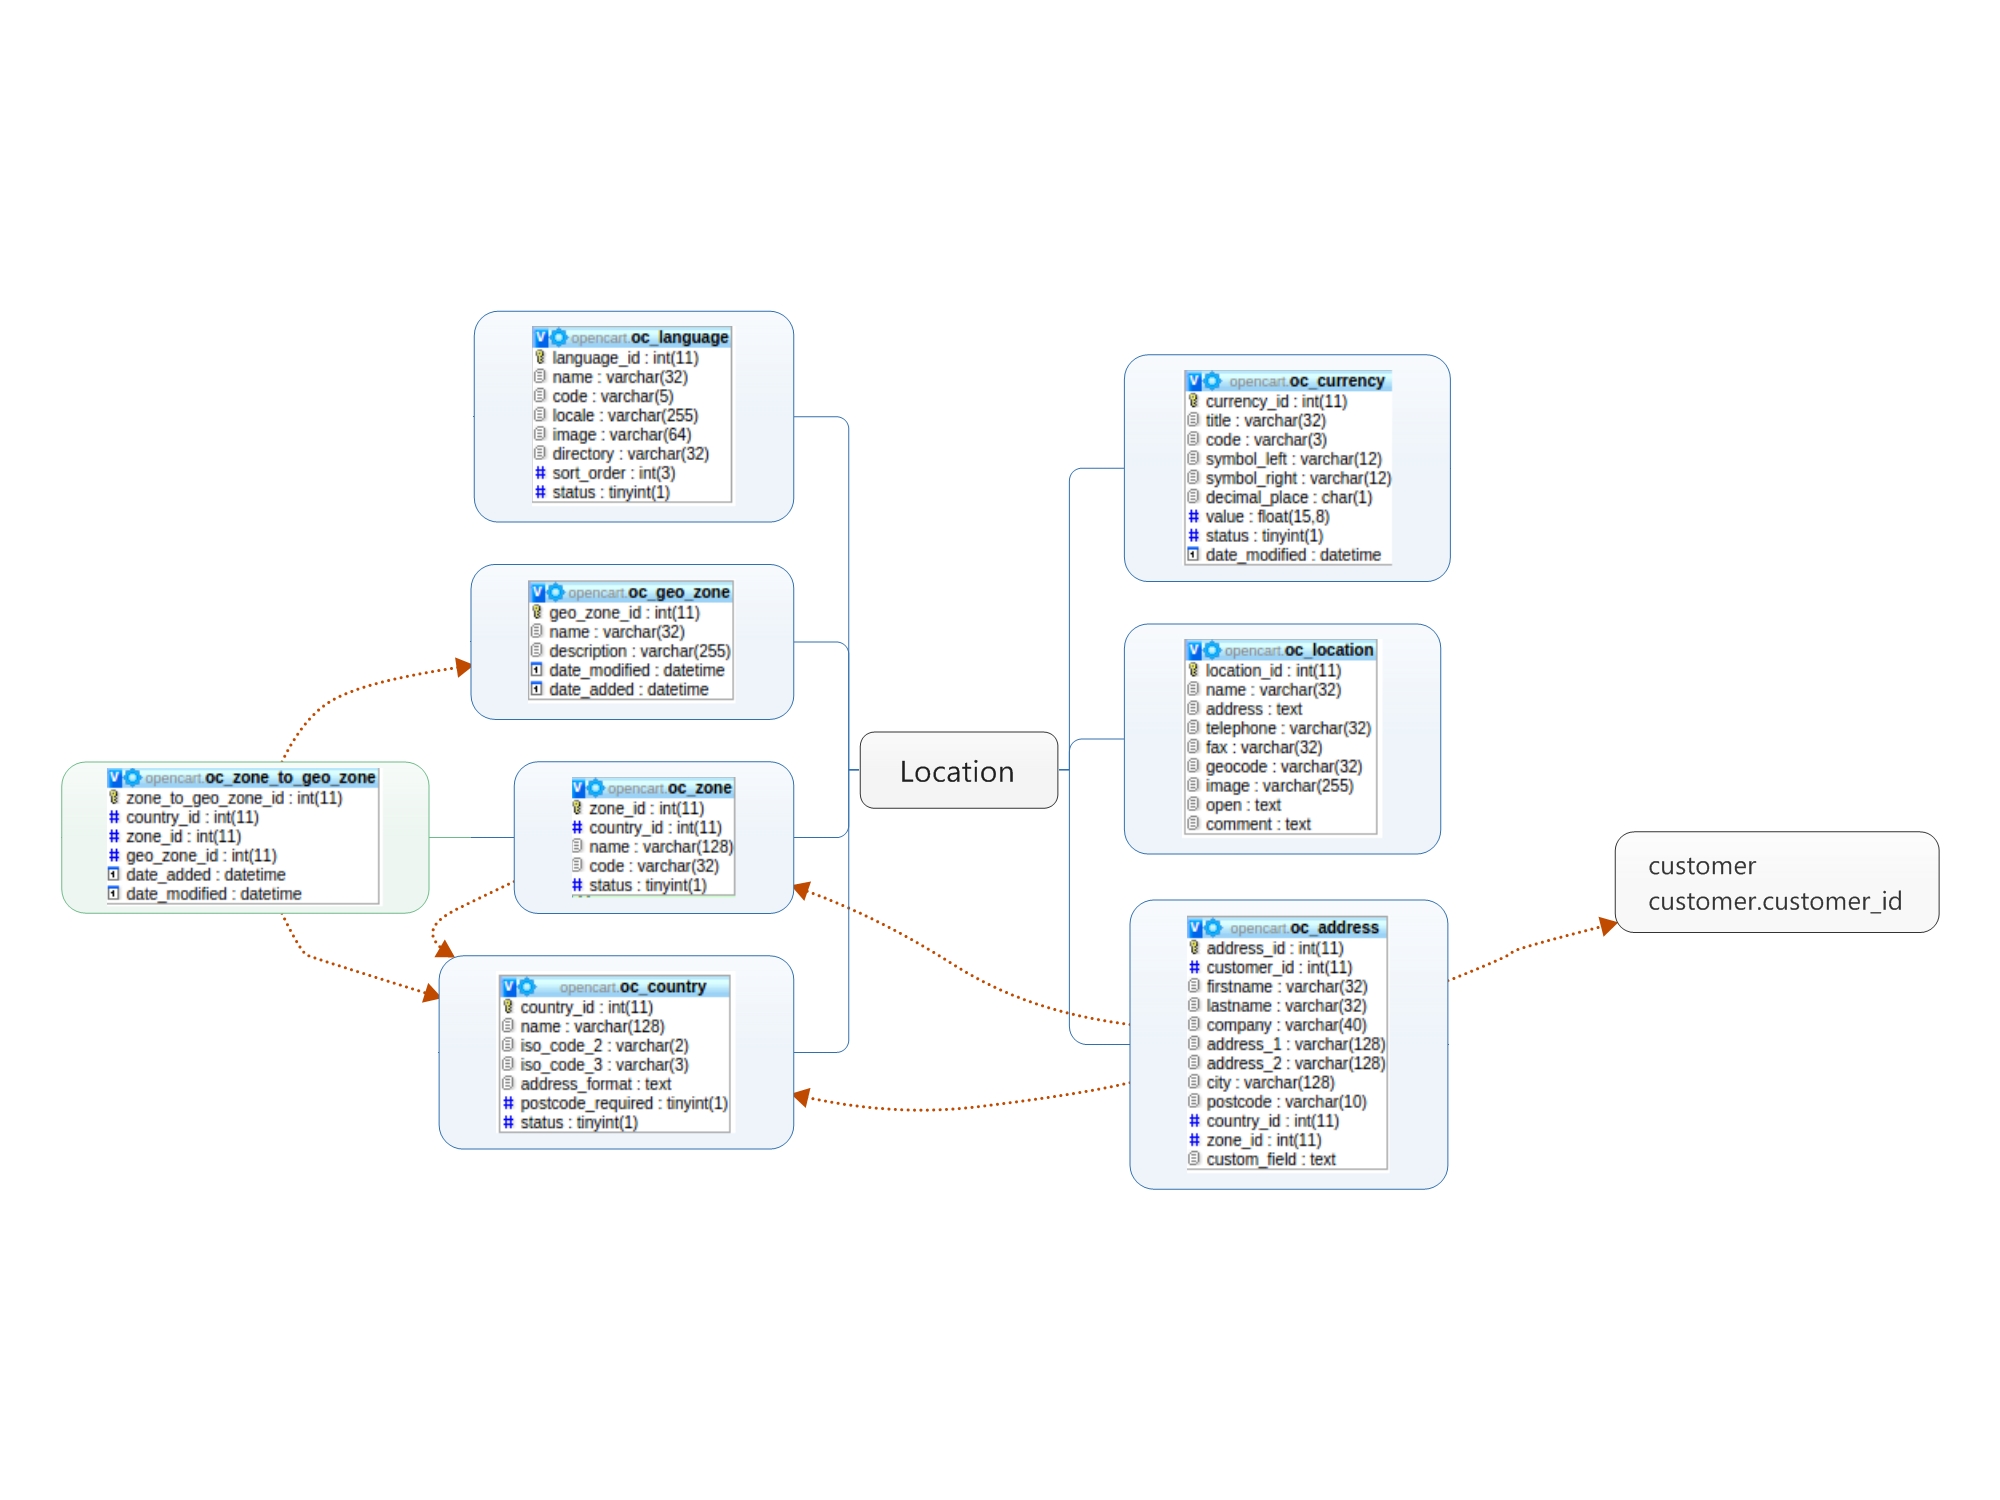 opencart.oc_language
language_id : int(11)
name : varchar(32)
code : varchar(5)
locale : varchar(255)
image : varchar(64)
directory : varchar(32)
sort_order : int(3)
status : tinyint(1)
opencart.oc_geo_zone
geo_zone_id : int(11)
name : varchar(32)
description : varchar(255)
date_modified : datetime
date_added : datetime
opencart.oc_zone_to_geo_zone
zone_to_geo_zone_id : int(11)
country_id : int(11)
zone_id : int(11)
geo_zone_id : int(11)
date_added : datetime
date_modified : datetime
opencart.oc_zone
zone_id : int(11)
country_id : int(11)
name : varchar(128)
code : varchar(32)
status : tinyint(1)
opencart.oc_country
country_id : int(11)
name : varchar(128)
iso_code_2 : varchar(2)
iso_code_3 : varchar(3)
address_format : text
postcode_required : tinyint(1)
status : tinyint(1)
Location
opencart.oc_currency
currency_id : int(11)
title : varchar(32)
code : varchar(3)
symbol_left : varchar(12)
symbol_right : varchar(12)
decimal_place : char(1)
value : float(15,8)
status : tinyint(1)
date_modified : datetime
opencart.oc_location
location_id : int(11)
name : varchar(32)
address : text
telephone : varchar(32)
fax : varchar(32)
geocode : varchar(32)
image : varchar(255)
open : text
comment : text
opencart.oc_address
address_id : int(11)
customer_id : int(11)
firstname : varchar(32)
lastname : varchar(32)
company : varchar(40)
address_1 : varchar(128)
address_2 : varchar(128)
city : varchar(128)
postcode : varchar(10)
country_id : int(11)
zone_id : int(11)
custom_field : text
customer
customer.customer_id